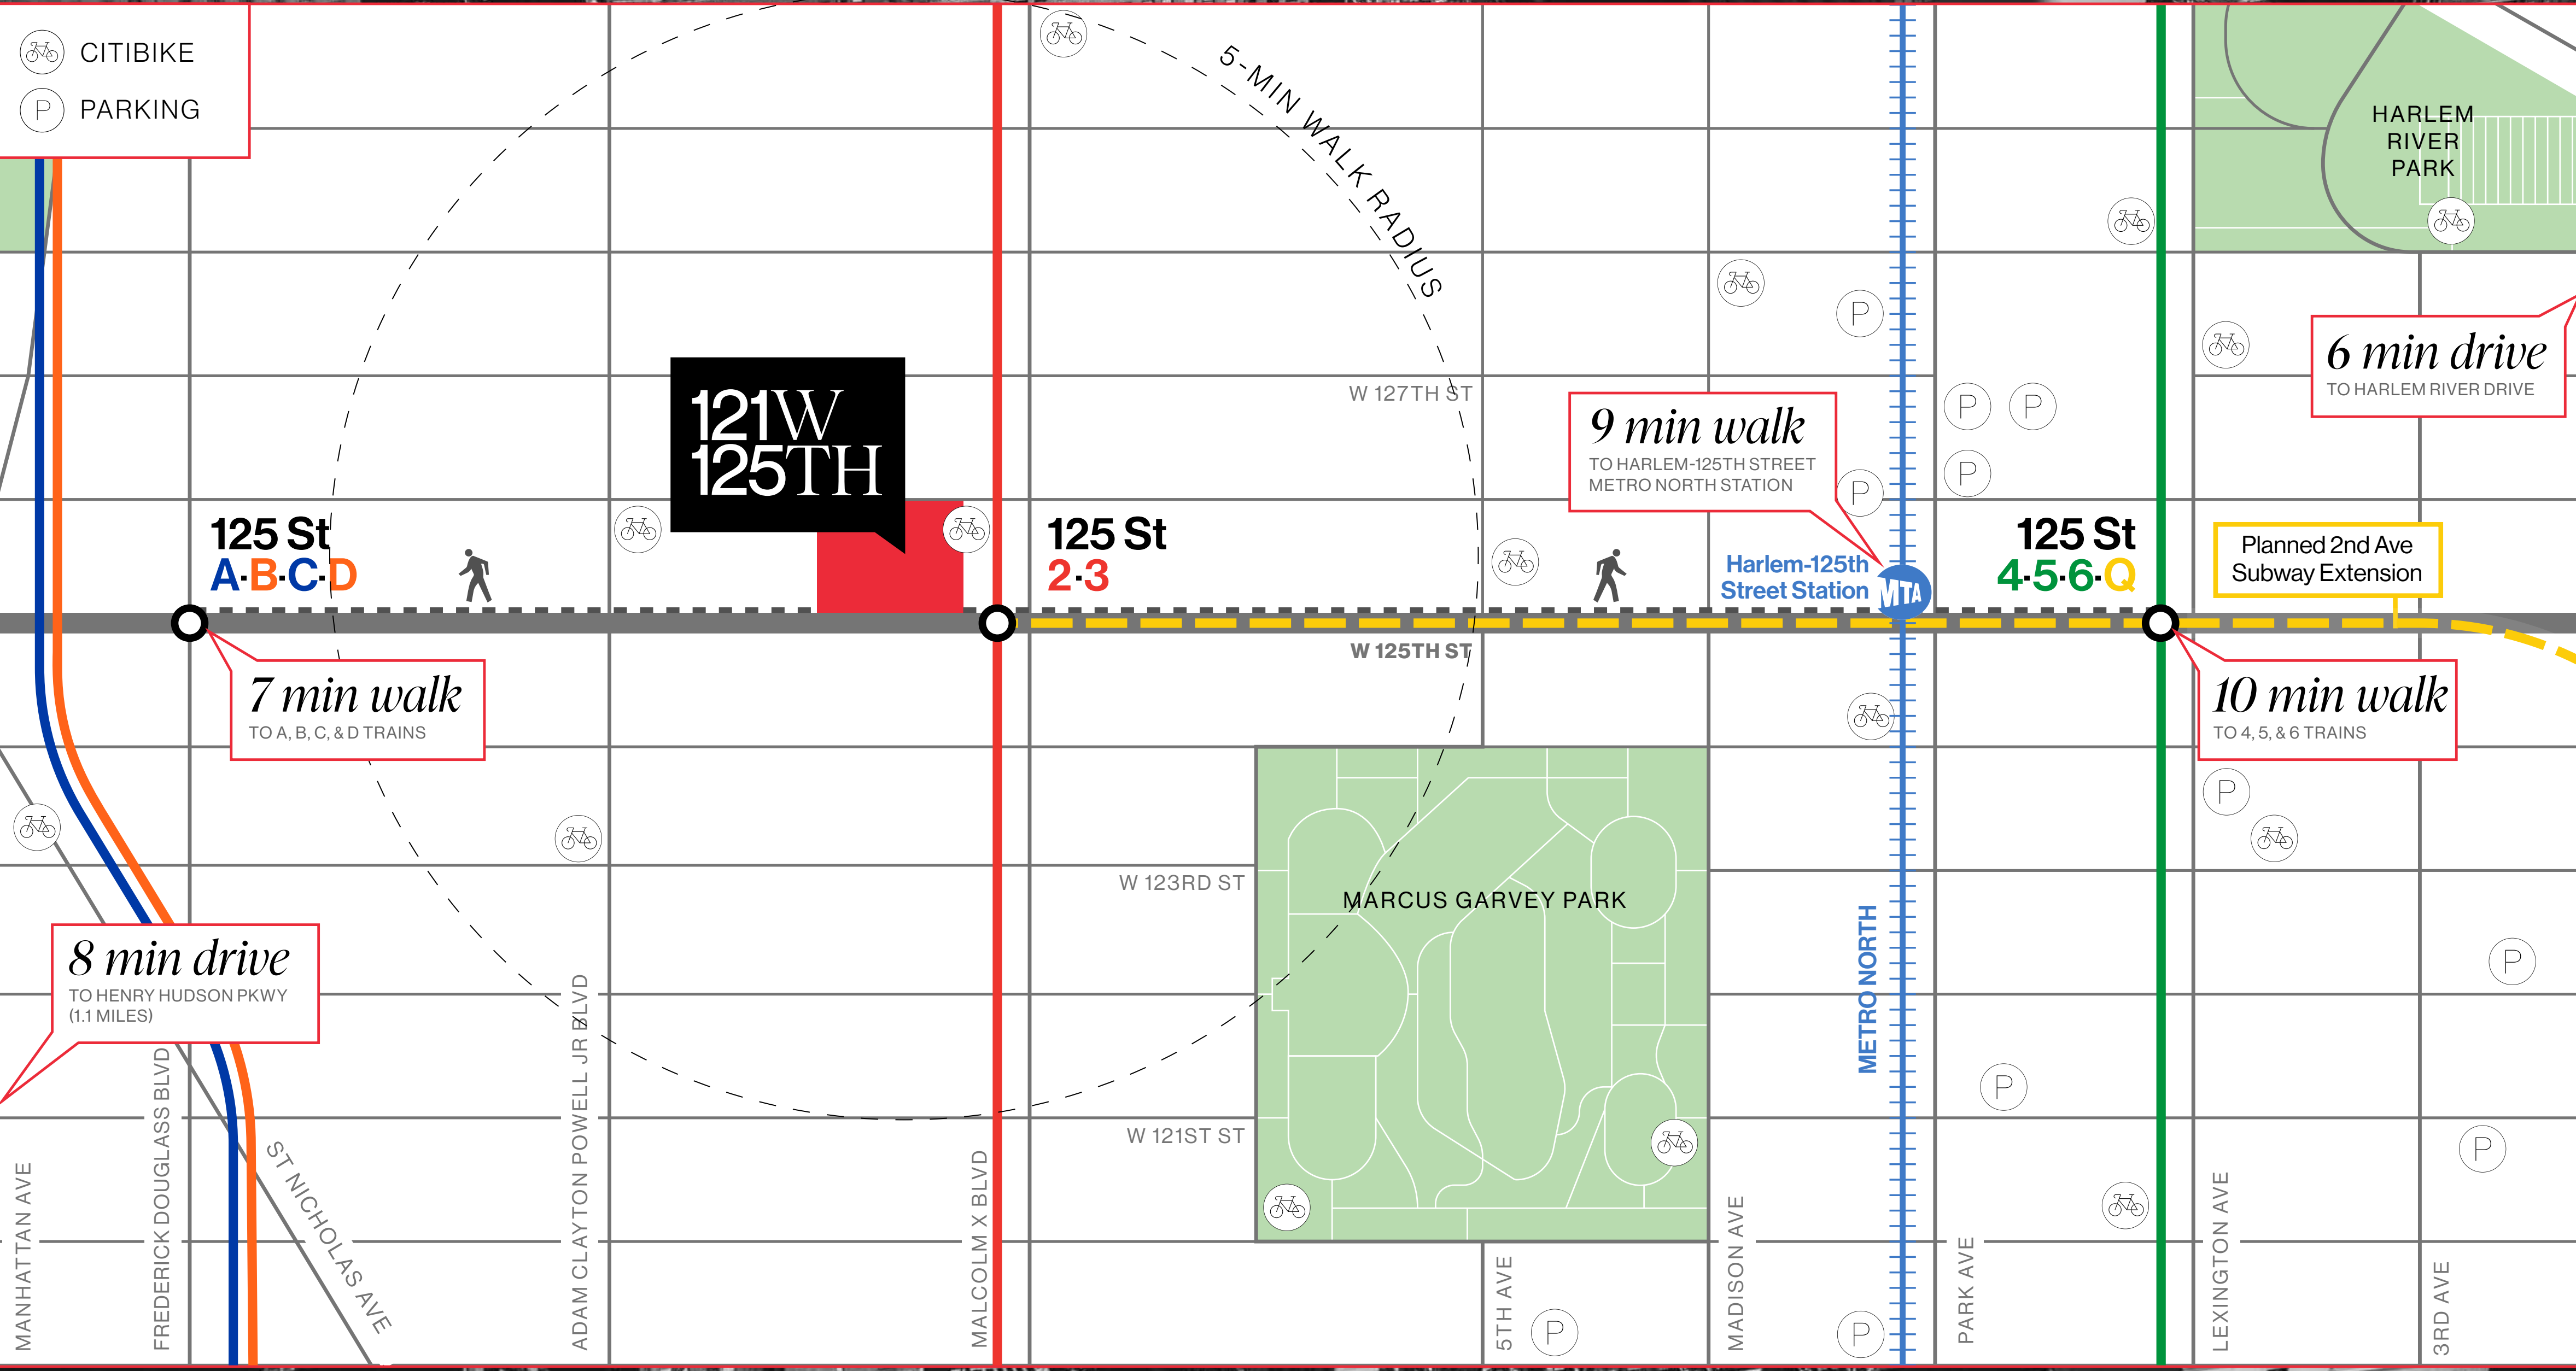 CITIBIKE
P PARKING
5-MIN WALK RADIUS
HARLEM
RIVER
PARK
P
6 min drive
TO HARLEM RIVER DRIVE
W 127TH ST
121W
125TH
9 min walk
TO HARLEM-125TH STREET
METRO NORTH STATION
P
P
P
P
125 St
A·B·C·D
125 St
2·3
Harlem-125th
Street Station
MTA
125 St
4·5·6·Q
Planned 2nd Ave
Subway Extension
W 125TH ST
7 min walk
TO A, B, C, & D TRAINS
10 min walk
TO 4, 5, & 6 TRAINS
P
W 123RD ST
MARCUS GARVEY PARK
8 min drive
TO HENRY HUDSON PKWY
(1.1 MILES)
METRO NORTH
P
P
W 121ST ST
P
MANHATTAN AVE
FREDERICK DOUGLASS BLVD
ST NICHOLAS AVE
ADAM CLAYTON POWELL JR BLVD
MALCOLM X BLVD
5TH AVE
P
MADISON AVE
P
PARK AVE
LEXINGTON AVE
3RD AVE